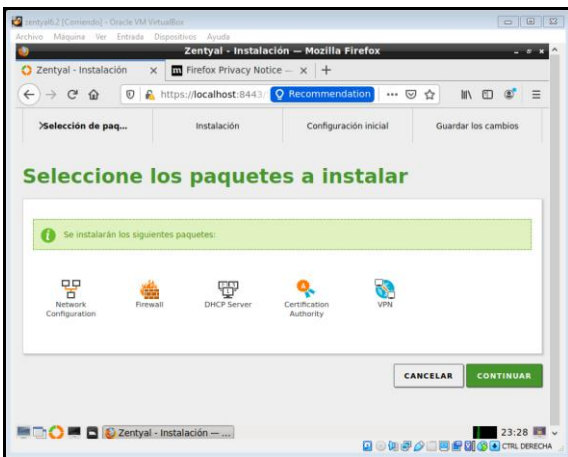 zentyal6.2 [Corriendo] - Oracle VM VirtualBox
Archivo Máquina Ver Entrada Dispositivos Ayuda
Zentyal - Instalación — Mozilla Firefox
Zentyal - Instalación × m Firefox Privacy Notice — × +
https://localhost:8443/ Recommendation
Selección de paq... Instalación Configuración inicial Guardar los cambios
Seleccione los paquetes a instalar
Se instalarán los siguientes paquetes:
Network Configuration Firewall DHCP Server Certification Authority VPN
CANCELAR CONTINUAR
Zentyal - Instalación — ... 23:28
CTRL DERECHA